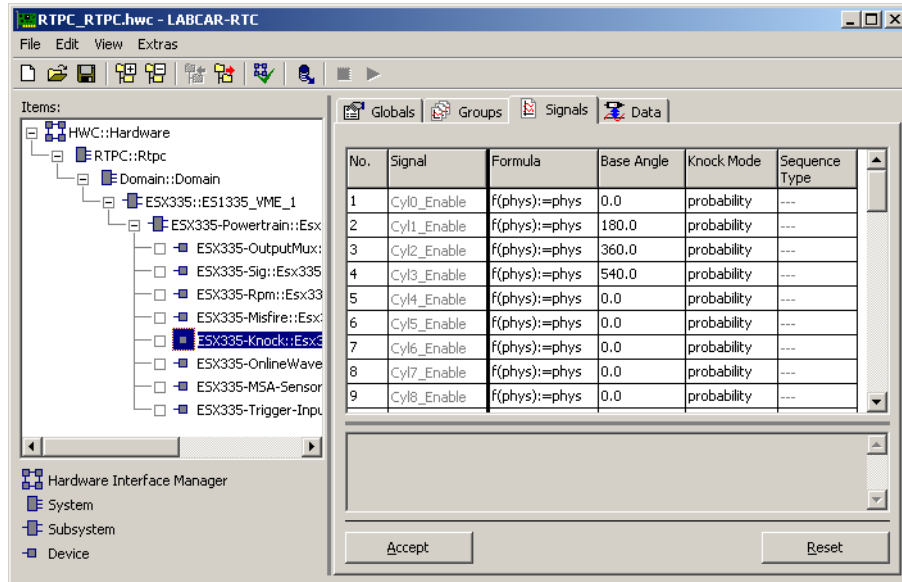 RTPC_RTPC.hwc - LABCAR-RTC
File Edit View Extras
Items:
HWC::Hardware
RTPC::Rtpc
Domain::Domain
ESX335::ES1335_VME_1
ESX335-Powertrain::Esx
ESX335-OutputMux:
ESX335-Sig::Esx335
ESX335-Rpm::Esx33
ESX335-Misfire::Esx
ESX335-Knock::Esx3
ESX335-OnlineWave
ESX335-MSA-Sensor
ESX335-Trigger-Inpu
Hardware Interface Manager
System
Subsystem
Device
Globals Groups Signals Data
No. Signal Formula Base Angle Knock Mode Sequence Type
1 Cyl0_Enable f(phys):=phys 0.0 probability ---
2 Cyl1_Enable f(phys):=phys 180.0 probability ---
3 Cyl2_Enable f(phys):=phys 360.0 probability ---
4 Cyl3_Enable f(phys):=phys 540.0 probability ---
5 Cyl4_Enable f(phys):=phys 0.0 probability ---
6 Cyl5_Enable f(phys):=phys 0.0 probability ---
7 Cyl6_Enable f(phys):=phys 0.0 probability ---
8 Cyl7_Enable f(phys):=phys 0.0 probability ---
9 Cyl8_Enable f(phys):=phys 0.0 probability ---
Accept Reset